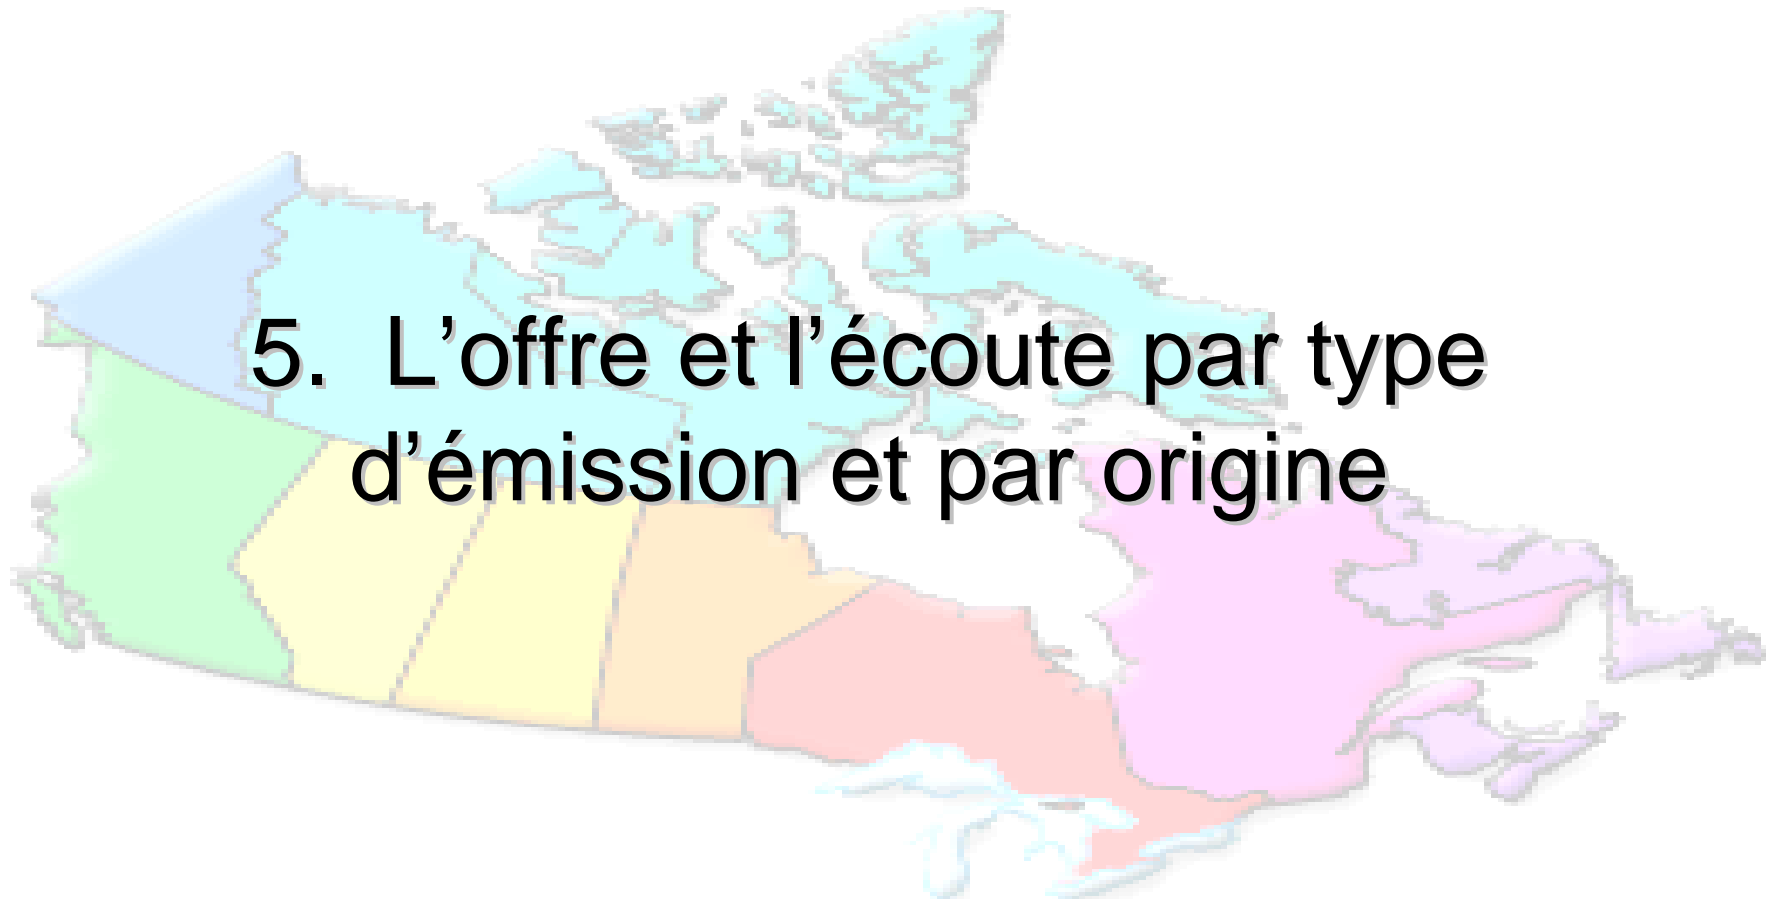 5. L’offre et l’écoute par type
d’émission et par origine